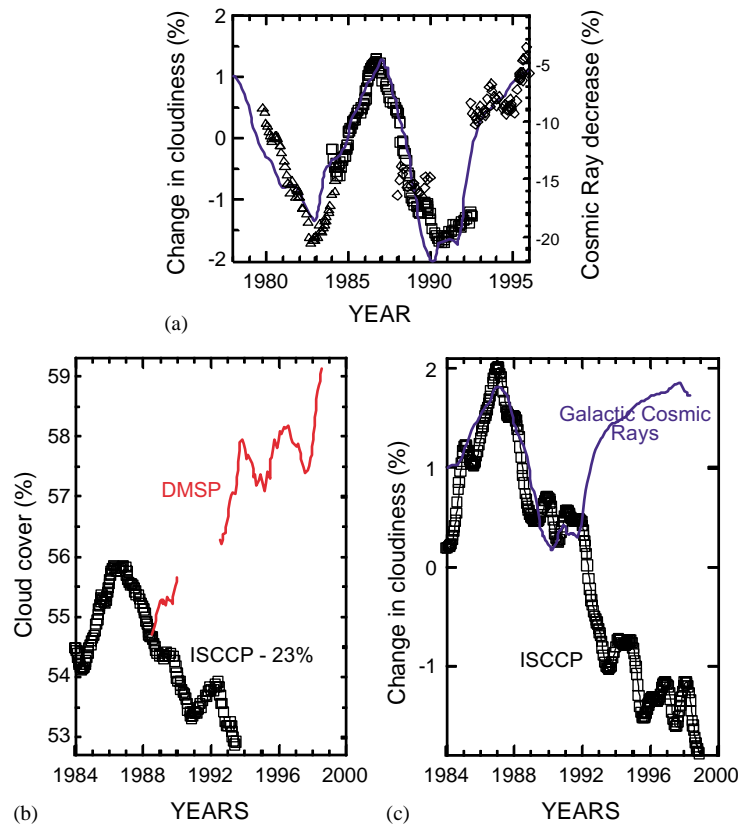 Change in cloudiness (%)
2
1
0
-1
-2
-5
-10
-15
-20
Cosmic Ray decrease (%)
1980 1985 1990 1995
YEAR
(a)
Cloud cover (%)
59
58
57
56
55
54
53
DMSP
ISCCP - 23%
1984 1988 1992 1996 2000
YEARS
(b)
Change in cloudiness (%)
2
1
0
-1
Galactic Cosmic
Rays
ISCCP
1984 1988 1992 1996 2000
YEARS
(c)